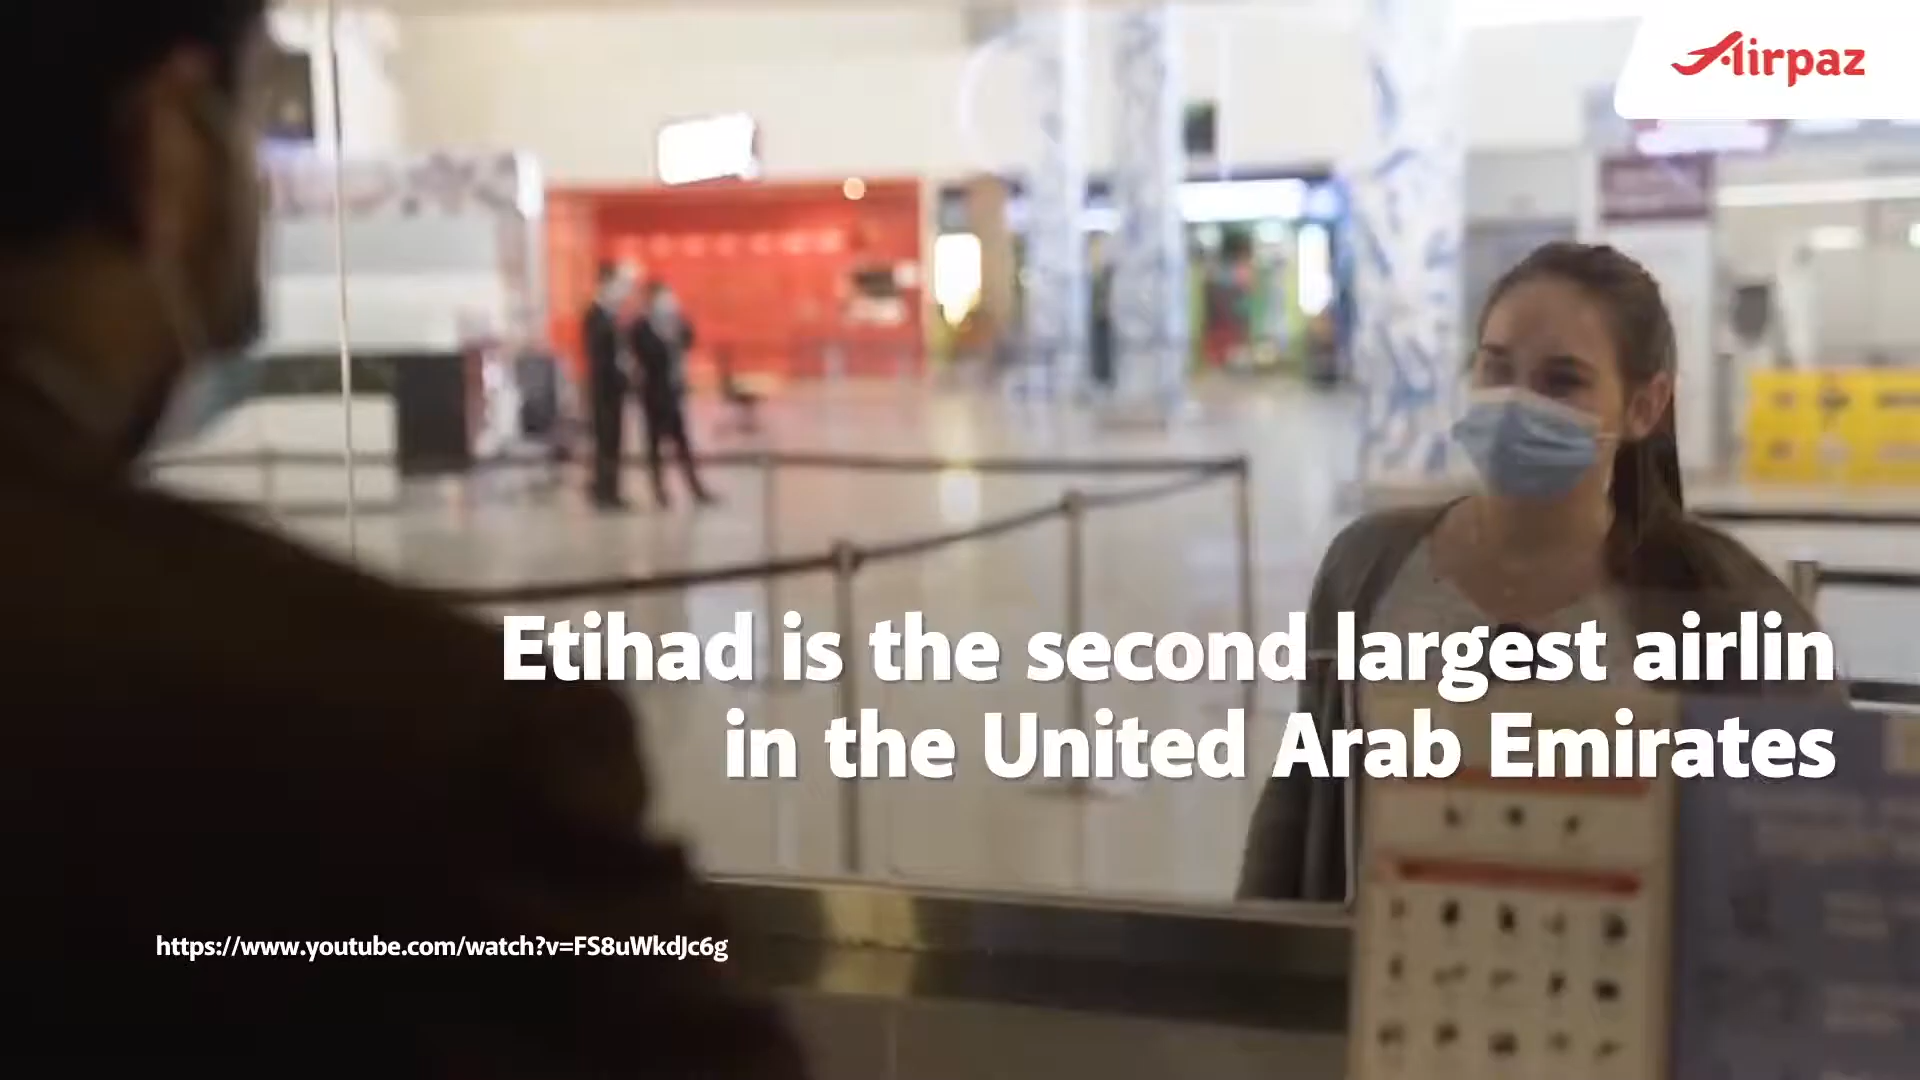 Airpaz
Etihad is the second largest airlin
in the United Arab Emirates
https://www.youtube.com/watch?v=FS8uWkdJc6g